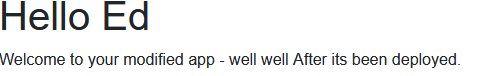 Hello Ed
Welcome to your modified app - well well After its been deployed.